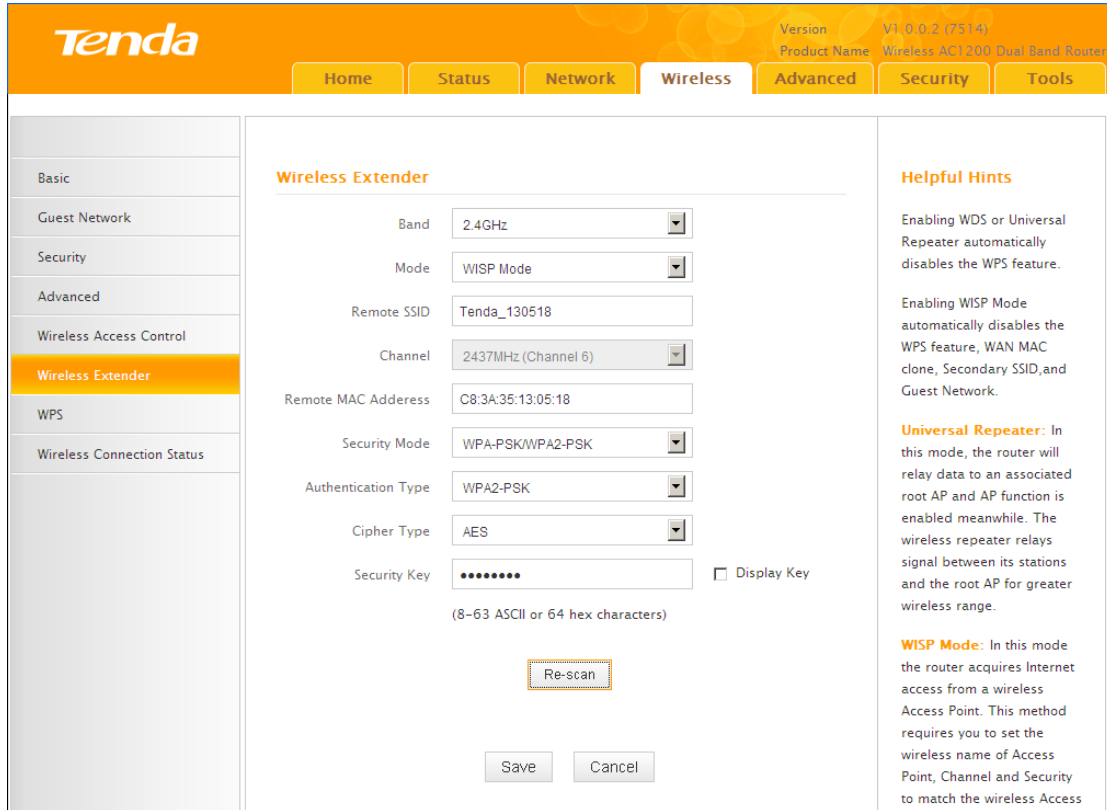 Tenda
Version V1.0.0.2 (7514)
Product Name Wireless AC1200 Dual Band Router
Home Status Network Wireless Advanced Security Tools
Basic
Guest Network
Security
Advanced
Wireless Access Control
Wireless Extender
WPS
Wireless Connection Status
Wireless Extender
Band 2.4GHz
Mode WISP Mode
Remote SSID Tenda_130518
Channel 2437MHz (Channel 6)
Remote MAC Adderess C8:3A:35:13:05:18
Security Mode WPA-PSK/WPA2-PSK
Authentication Type WPA2-PSK
Cipher Type AES
Security Key ●●●●●●●● Display Key
(8-63 ASCII or 64 hex characters)
Re-scan
Save Cancel
Helpful Hints
Enabling WDS or Universal
Repeater automatically
disables the WPS feature.
Enabling WISP Mode
automatically disables the
WPS feature, WAN MAC
clone, Secondary SSID,and
Guest Network.
Universal Repeater: In
this mode, the router will
relay data to an associated
root AP and AP function is
enabled meanwhile. The
wireless repeater relays
signal between its stations
and the root AP for greater
wireless range.
WISP Mode: In this mode
the router acquires Internet
access from a wireless
Access Point. This method
requires you to set the
wireless name of Access
Point, Channel and Security
to match the wireless Access